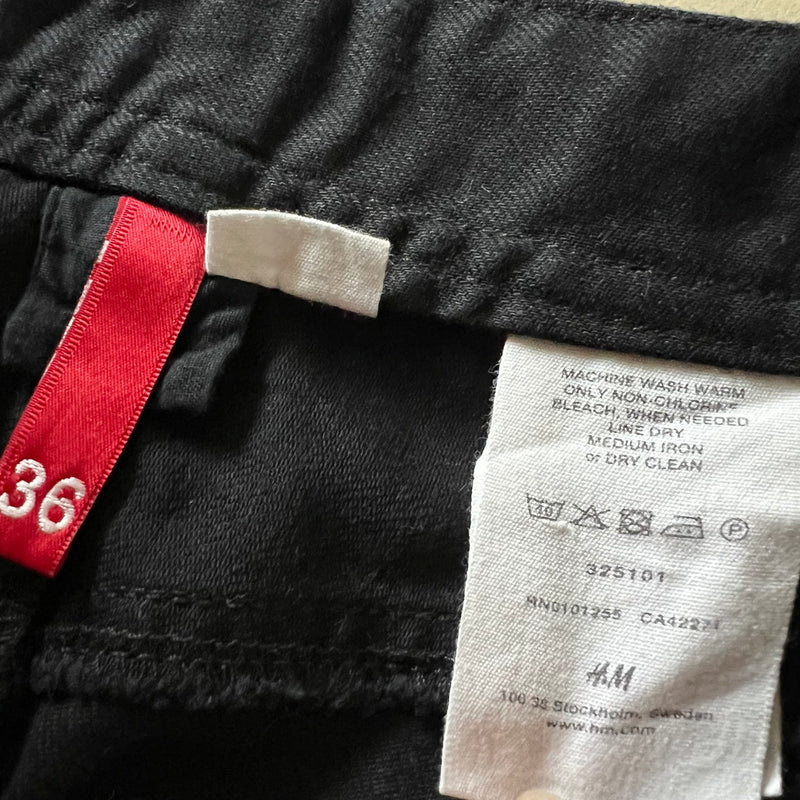 36
MACHINE WASH WARM
ONLY NON-CHLORINE
BLEACH, WHEN NEEDED
LINE DRY
MEDIUM IRON
or DRY CLEAN
40 P
325101
RN0101255 CA42271
H&M
106 38 Stockholm, Sweden
www.hm.com